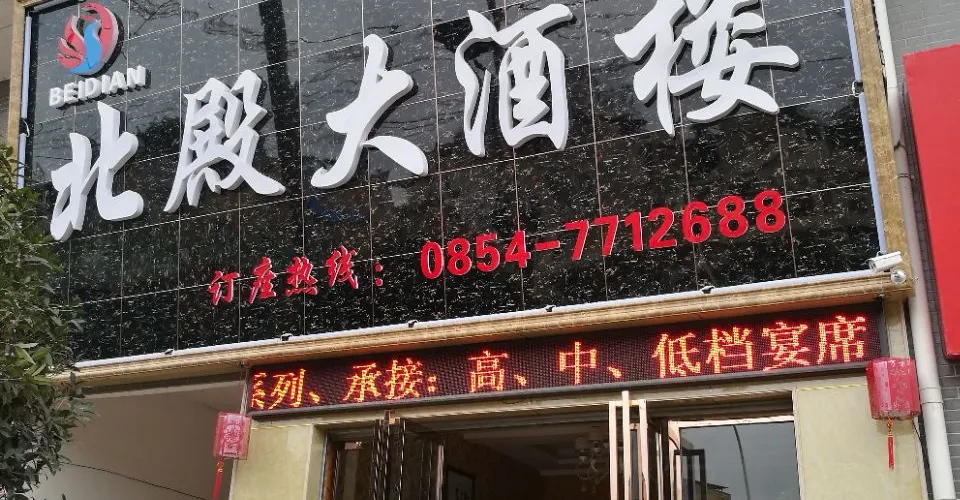 BEIDIAN
北殿大酒楼
订座热线：0854-7712688
系列、承接：高、中、低档宴席